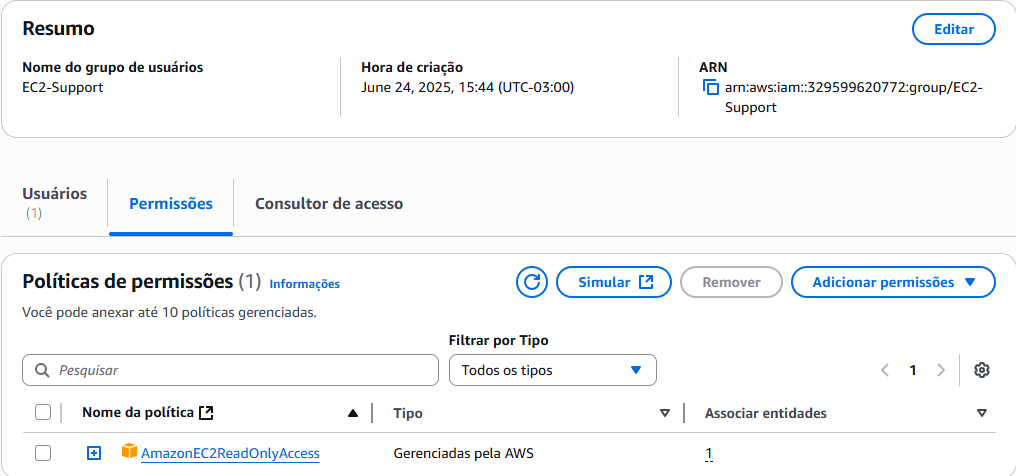 Resumo
Editar
Nome do grupo de usuários
EC2-Support
Hora de criação
June 24, 2025, 15:44 (UTC-03:00)
ARN
arn:aws:iam::329599620772:group/EC2-
Support
Usuários
(1)
Permissões
Consultor de acesso
Políticas de permissões (1) Informações
Simular
Remover
Adicionar permissões
Você pode anexar até 10 políticas gerenciadas.
Filtrar por Tipo
Pesquisar
Todos os tipos
1
Nome da política
Tipo
Associar entidades
AmazonEC2ReadOnlyAccess
Gerenciadas pela AWS
1